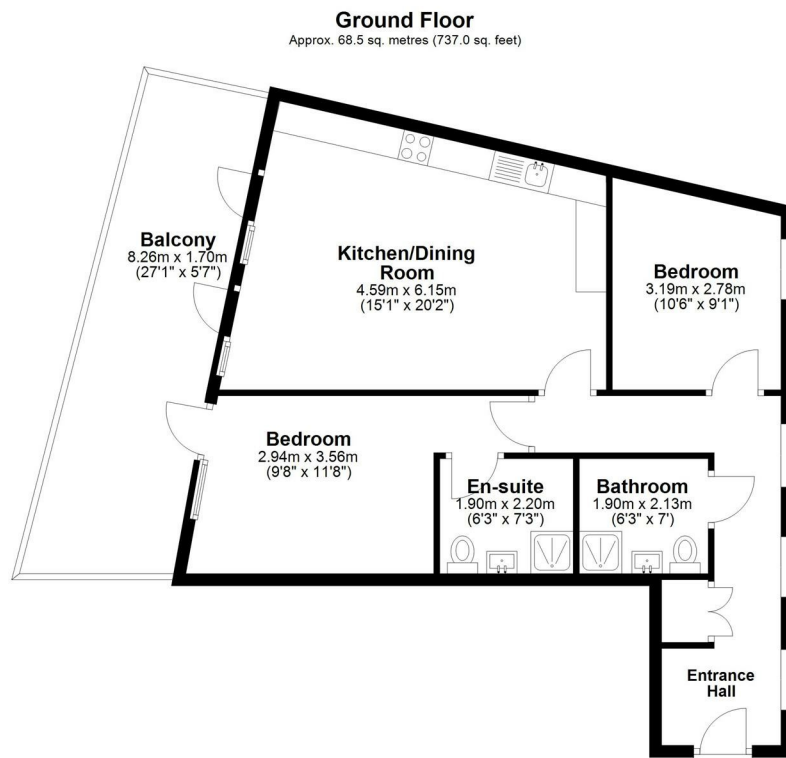 Ground Floor
Approx. 68.5 sq. metres (737.0 sq. feet)
Balcony
8.26m x 1.70m
(27'1" x 5'7")
Kitchen/Dining
Room
4.59m x 6.15m
(15'1" x 20'2")
Bedroom
3.19m x 2.78m
(10'6" x 9'1")
Bedroom
2.94m x 3.56m
(9'8" x 11'8")
En-suite
1.90m x 2.20m
(6'3" x 7'3")
Bathroom
1.90m x 2.13m
(6'3" x 7')
Entrance
Hall